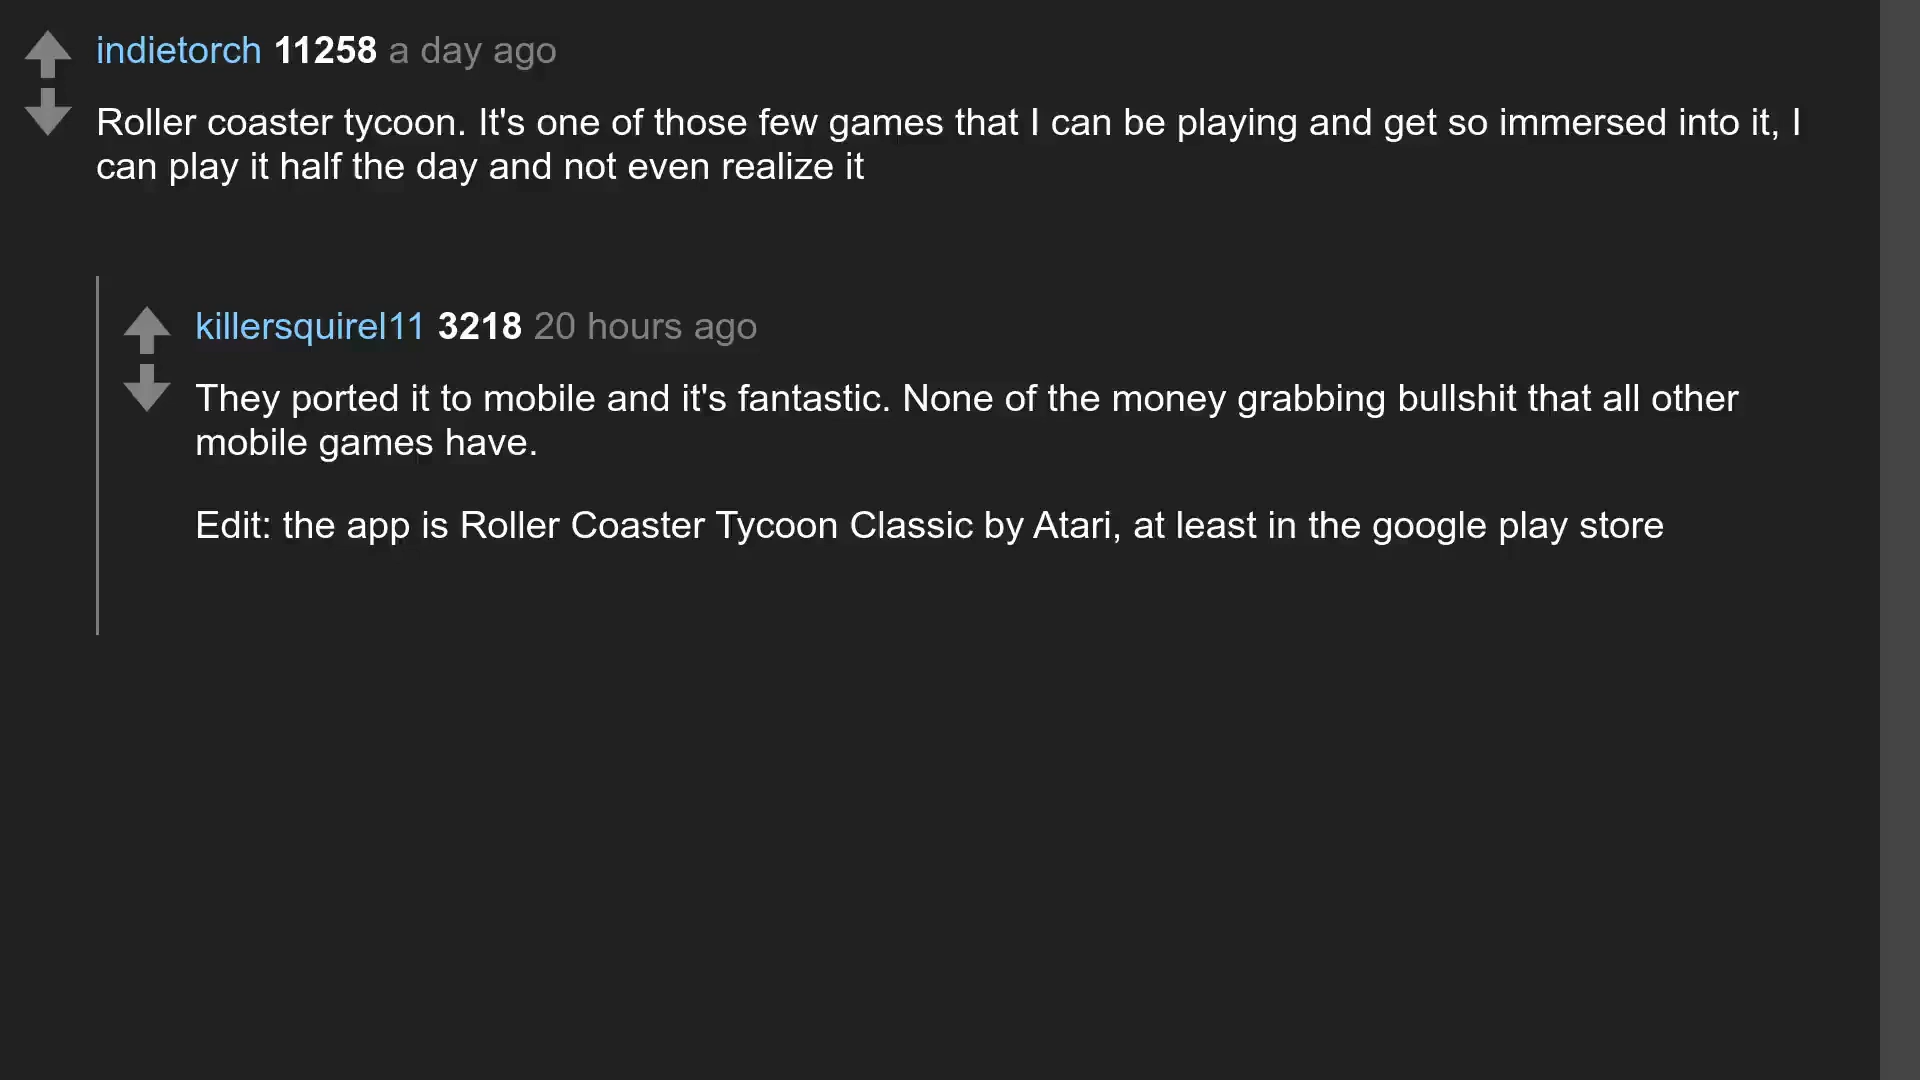 indietorch 11258 a day ago
Roller coaster tycoon. It's one of those few games that I can be playing and get so immersed into it, I
can play it half the day and not even realize it
killersquirel11 3218 20 hours ago
They ported it to mobile and it's fantastic. None of the money grabbing bullshit that all other
mobile games have.
Edit: the app is Roller Coaster Tycoon Classic by Atari, at least in the google play store